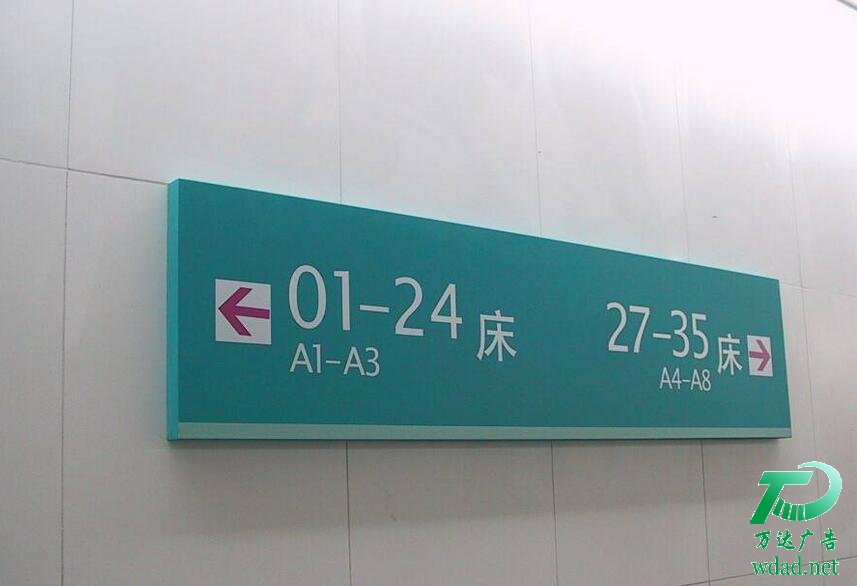 01-24 床
A1-A3
27-35 床
A4-A8
万达广告
wdad.net